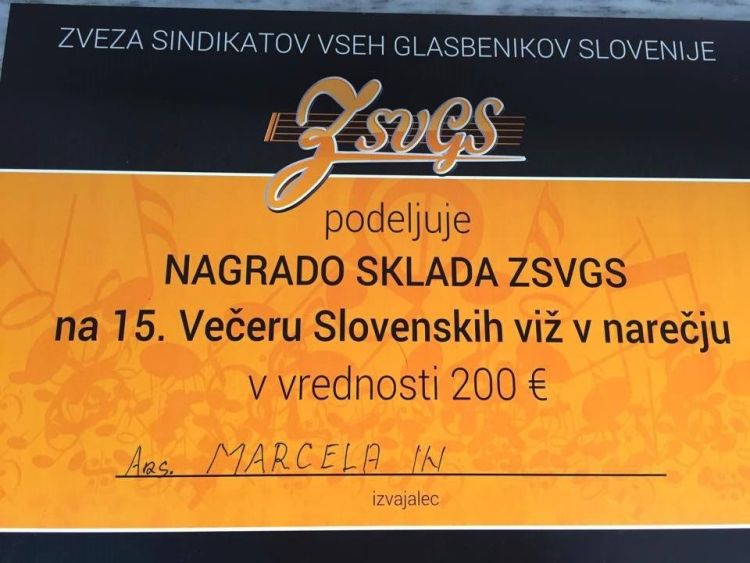 ZVEZA SINDIKATOV VSEH GLASBENIKOV SLOVENIJE
ZSVGS
podeljuje
NAGRADO SKLADA ZSVGS
na 15. Večeru Slovenskih viž v narečju
v vrednosti 200 €
Ans. MARCELA IN
izvajalec